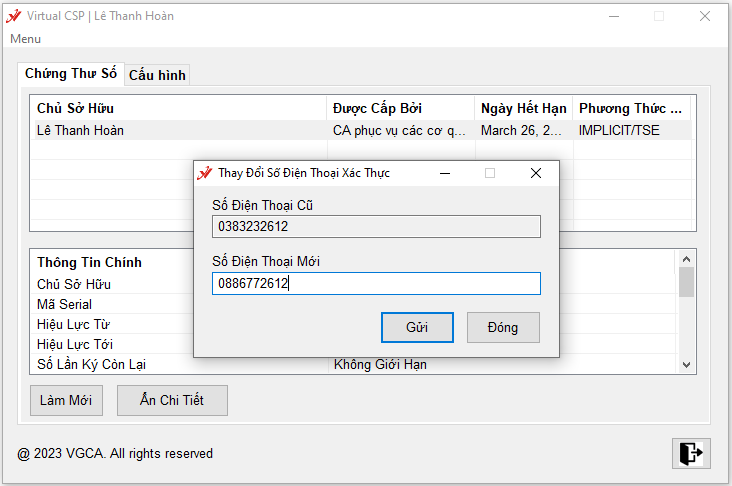 Virtual CSP | Lê Thanh Hoàn
Menu
Chứng Thư Số Cấu hình
Chủ Sở Hữu Được Cấp Bởi Ngày Hết Hạn Phương Thức ...
Lê Thanh Hoàn CA phục vụ các cơ q... March 26, 2... IMPLICIT/TSE
Thay Đổi Số Điện Thoại Xác Thực
Số Điện Thoại Cũ
0383232612
Số Điện Thoại Mới
0886772612
Gửi Đóng
Thông Tin Chính
Chủ Sở Hữu
Mã Serial
Hiệu Lực Từ
Hiệu Lực Tới
Số Lần Ký Còn Lại Không Giới Hạn
Làm Mới Ẩn Chi Tiết
@ 2023 VGCA. All rights reserved